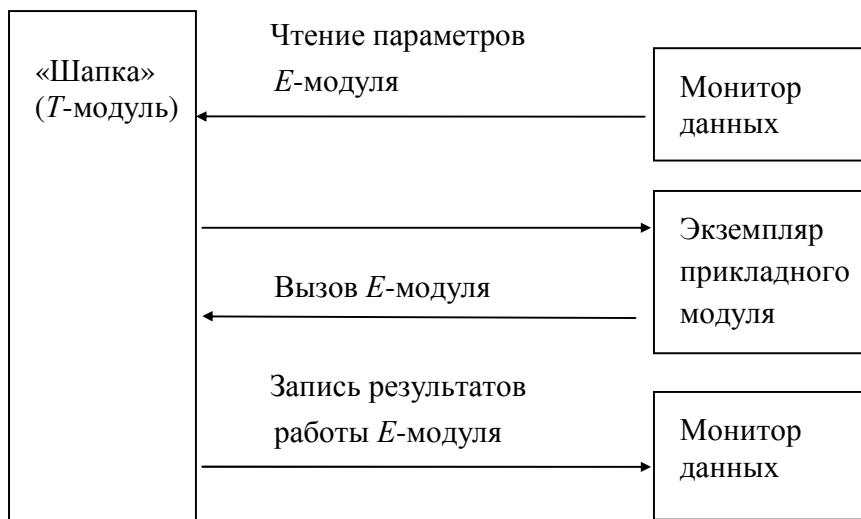 «Шапка»
(T-модуль)
Чтение параметров
E-модуля
Монитор
данных
Экземпляр
прикладного
модуля
Вызов E-модуля
Запись результатов
работы E-модуля
Монитор
данных